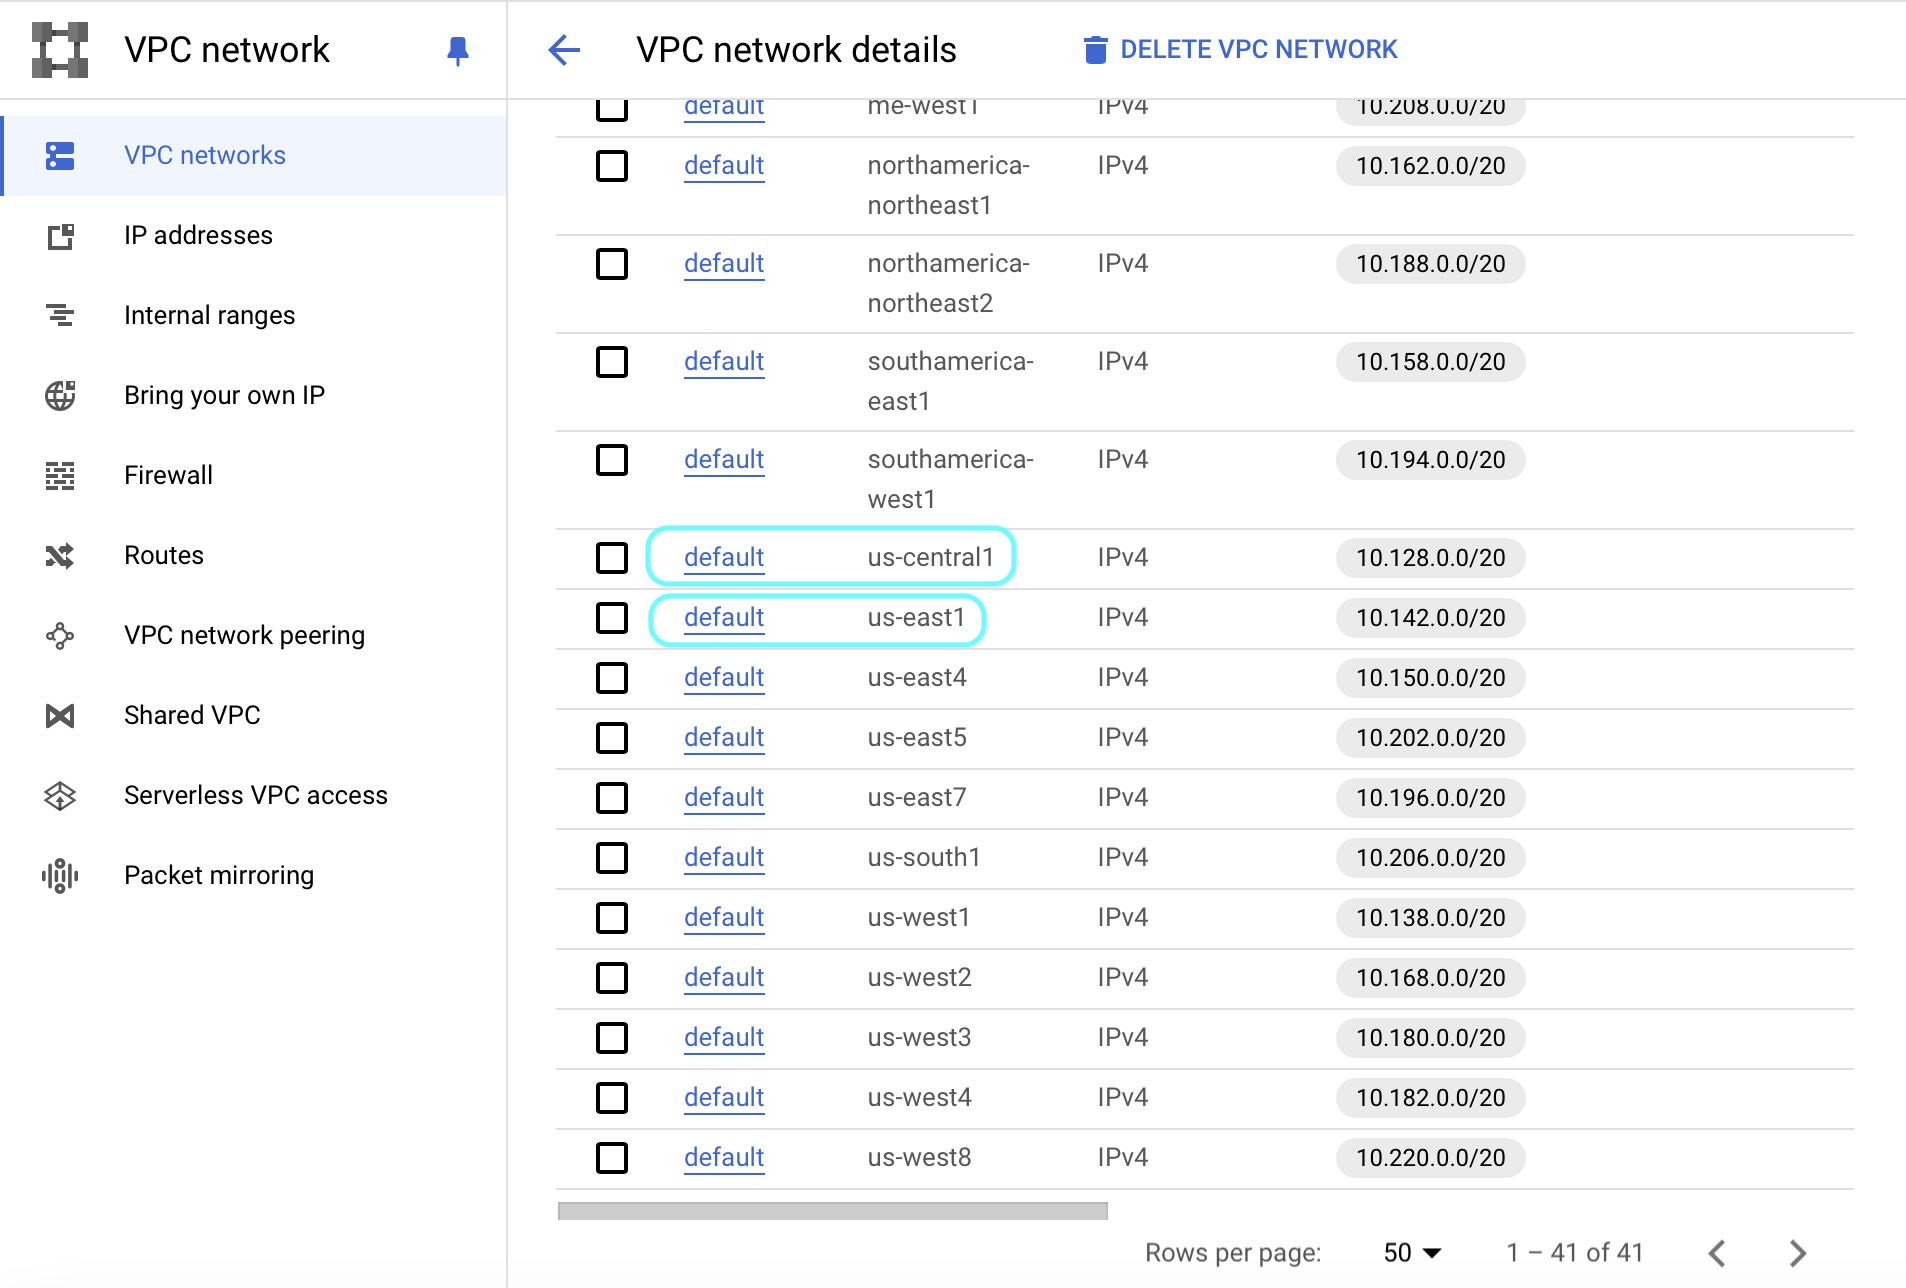 VPC network
VPC network details
DELETE VPC NETWORK
VPC networks
IP addresses
Internal ranges
Bring your own IP
Firewall
Routes
VPC network peering
Shared VPC
Serverless VPC access
Packet mirroring
default me-west1 IPv4 10.208.0.0/20
default northamerica- IPv4 10.162.0.0/20
northeast1
default northamerica- IPv4 10.188.0.0/20
northeast2
default southamerica- IPv4 10.158.0.0/20
east1
default southamerica- IPv4 10.194.0.0/20
west1
default us-central1 IPv4 10.128.0.0/20
default us-east1 IPv4 10.142.0.0/20
default us-east4 IPv4 10.150.0.0/20
default us-east5 IPv4 10.202.0.0/20
default us-east7 IPv4 10.196.0.0/20
default us-south1 IPv4 10.206.0.0/20
default us-west1 IPv4 10.138.0.0/20
default us-west2 IPv4 10.168.0.0/20
default us-west3 IPv4 10.180.0.0/20
default us-west4 IPv4 10.182.0.0/20
default us-west8 IPv4 10.220.0.0/20
Rows per page: 50 1 – 41 of 41